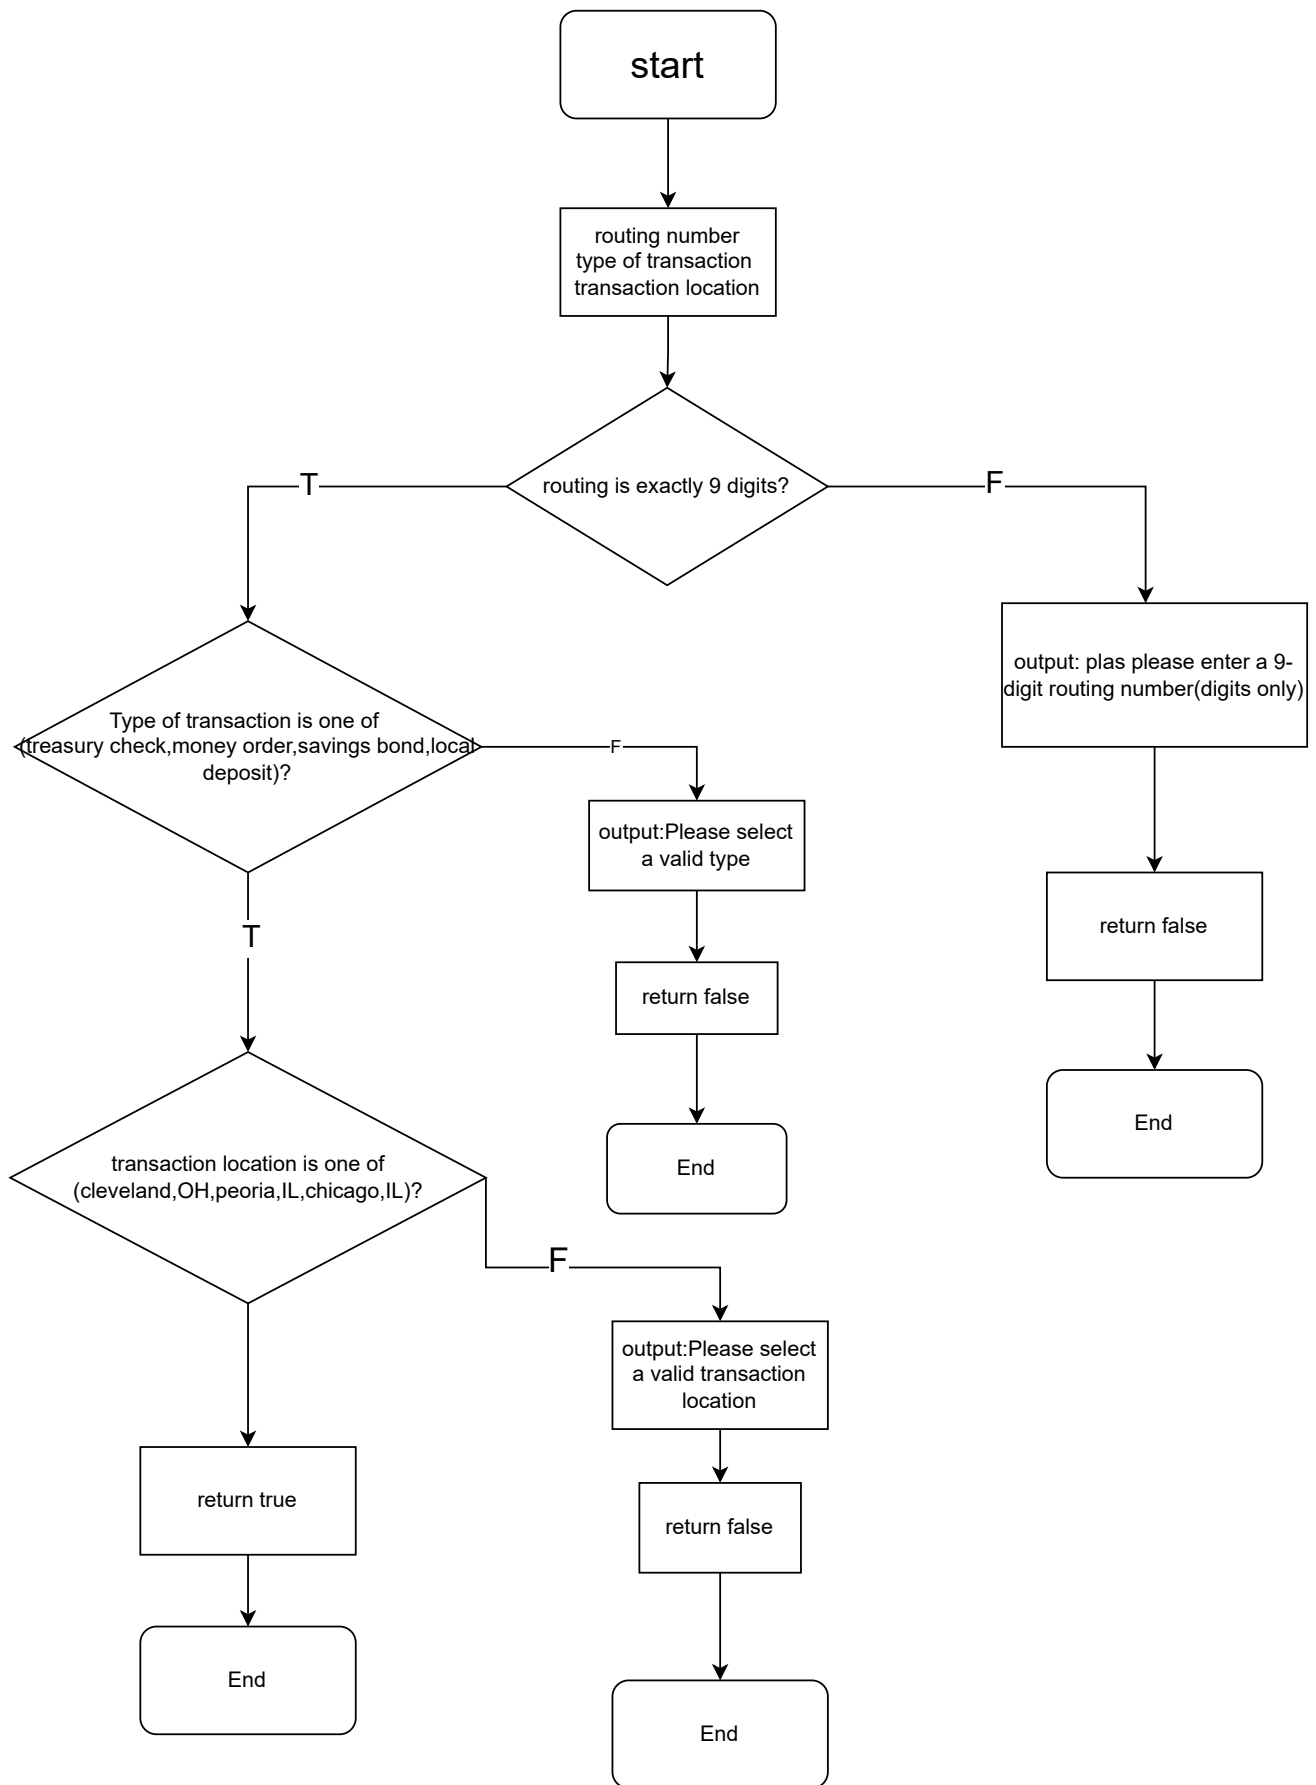 start
routing number
type of transaction
transaction location
routing is exactly 9 digits?
T
F
output: plas please enter a 9-
digit routing number(digits only)
Type of transaction is one of
(treasury check,money order,savings bond,local
deposit)?
F
output:Please select
a valid type
return false
T
return false
End
End
transaction location is one of
(cleveland,OH,peoria,IL,chicago,IL)?
F
output:Please select
a valid transaction
location
return true
return false
End
End